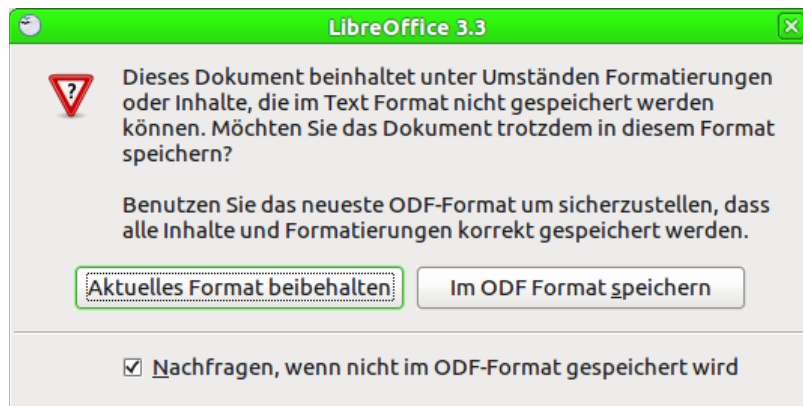 LibreOffice 3.3
Dieses Dokument beinhaltet unter Umständen Formatierungen
oder Inhalte, die im Text Format nicht gespeichert werden
können. Möchten Sie das Dokument trotzdem in diesem Format
speichern?
Benutzen Sie das neueste ODF-Format um sicherzustellen, dass
alle Inhalte und Formatierungen korrekt gespeichert werden.
Aktuelles Format beibehalten Im ODF Format speichern
Nachfragen, wenn nicht im ODF-Format gespeichert wird